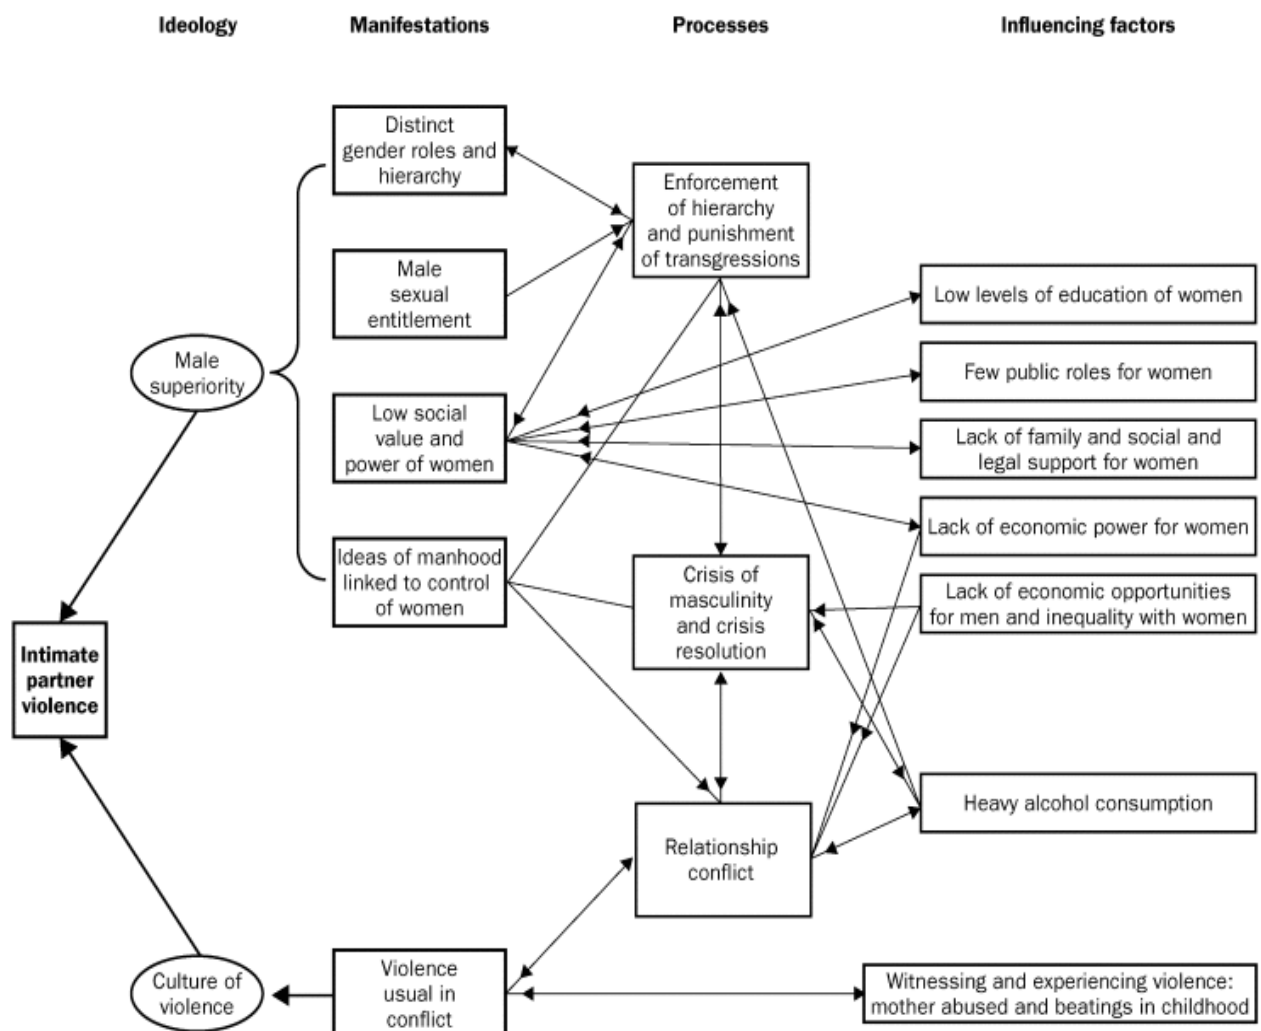 Ideology
Manifestations
Processes
Influencing factors
Distinct
gender roles and
hierarchy
Enforcement
of hierarchy
and punishment
of transgressions
Male
sexual
entitlement
Low levels of education of women
Male
superiority
Few public roles for women
Low social
value and
power of women
Lack of family and social and
legal support for women
Lack of economic power for women
Ideas of manhood
linked to control
of women
Crisis of
masculinity
and crisis
resolution
Lack of economic opportunities
for men and inequality with women
Intimate
partner
violence
Heavy alcohol consumption
Relationship
conflict
Culture of
violence
Violence
usual in
conflict
Witnessing and experiencing violence:
mother abused and beatings in childhood